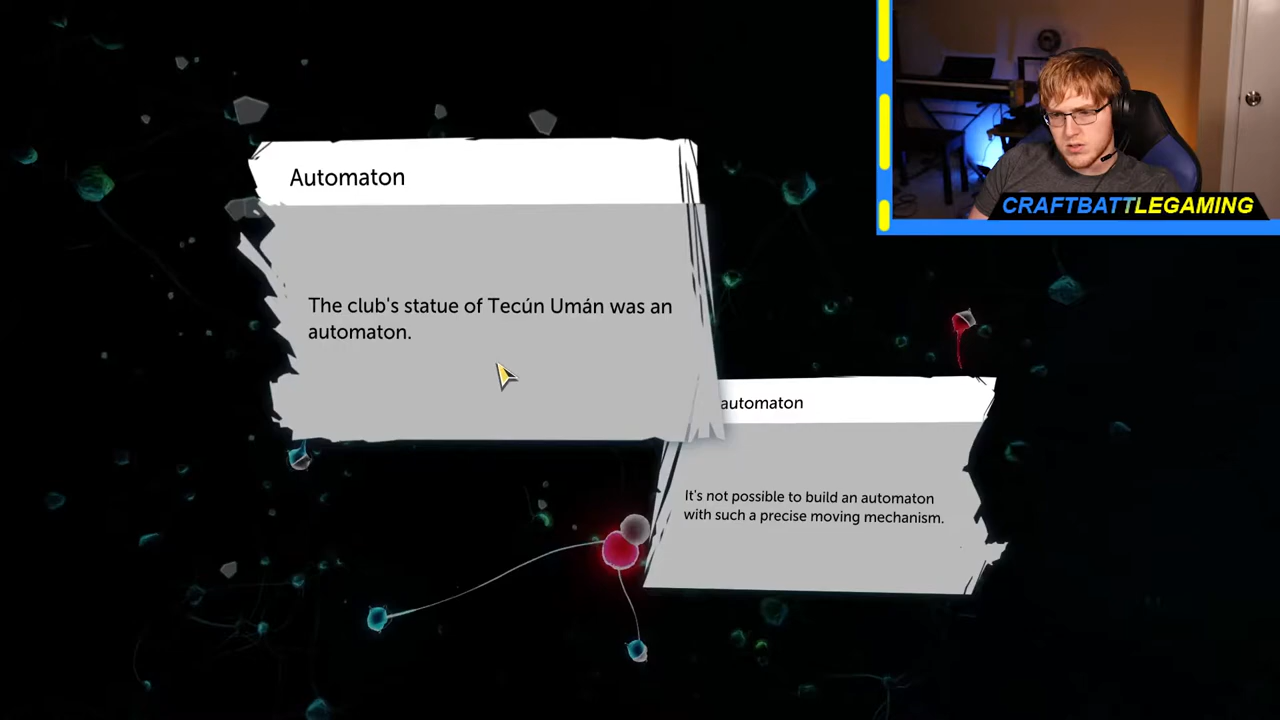 CRAFTBATTLEGAMING
Automaton
The club's statue of Tecún Umán was an
automaton.
automaton
It's not possible to build an automaton
with such a precise moving mechanism.